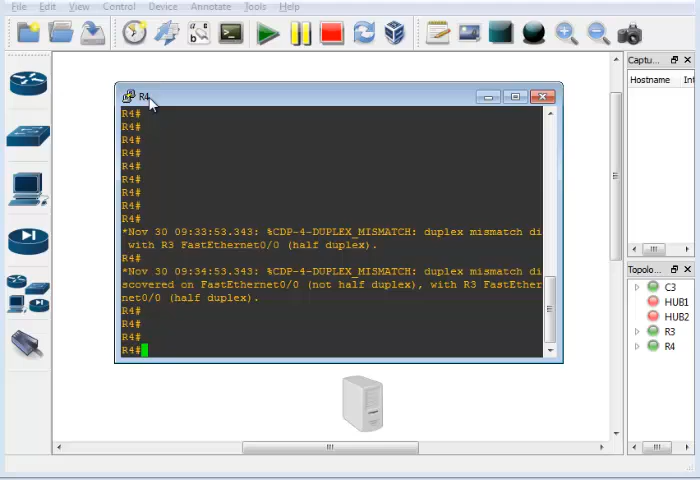 File Edit View Control Device Annotate Tools Help
R4
Captu...
Hostname Int
R4#
R4#
R4#
R4#
R4#
R4#
R4#
R4#
R4#
*Nov 30 09:33:53.343: %CDP-4-DUPLEX_MISMATCH: duplex mismatch di
with R3 FastEthernet0/0 (half duplex).
R4#
*Nov 30 09:34:53.343: %CDP-4-DUPLEX_MISMATCH: duplex mismatch di
scovered on FastEthernet0/0 (not half duplex), with R3 FastEther
net0/0 (half duplex).
R4#
R4#
R4#
R4#
Topolo...
C3
HUB1
HUB2
R3
R4